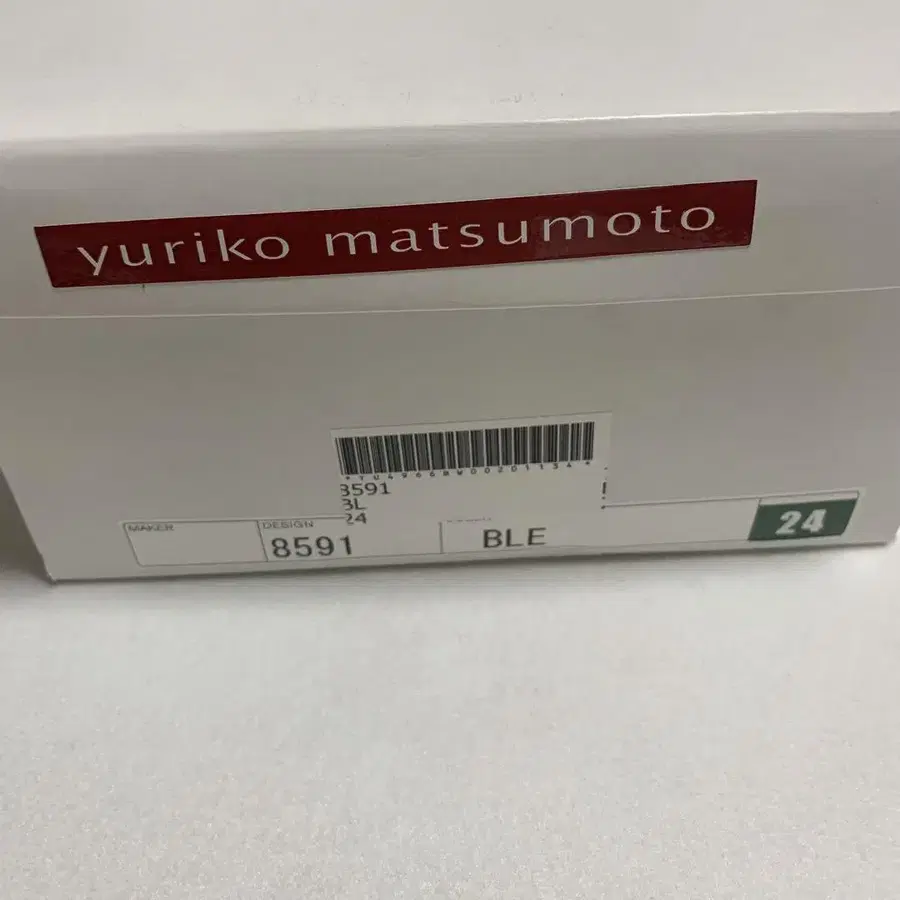 yuriko matsumoto
8591
BL
24
MAKER
DESIGN
8591
BLE
24